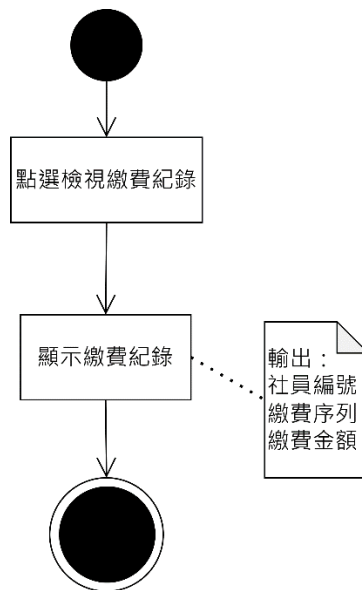 點選檢視繳費紀錄
顯示繳費紀錄
輸出：
社員編號
繳費序列
繳費金額